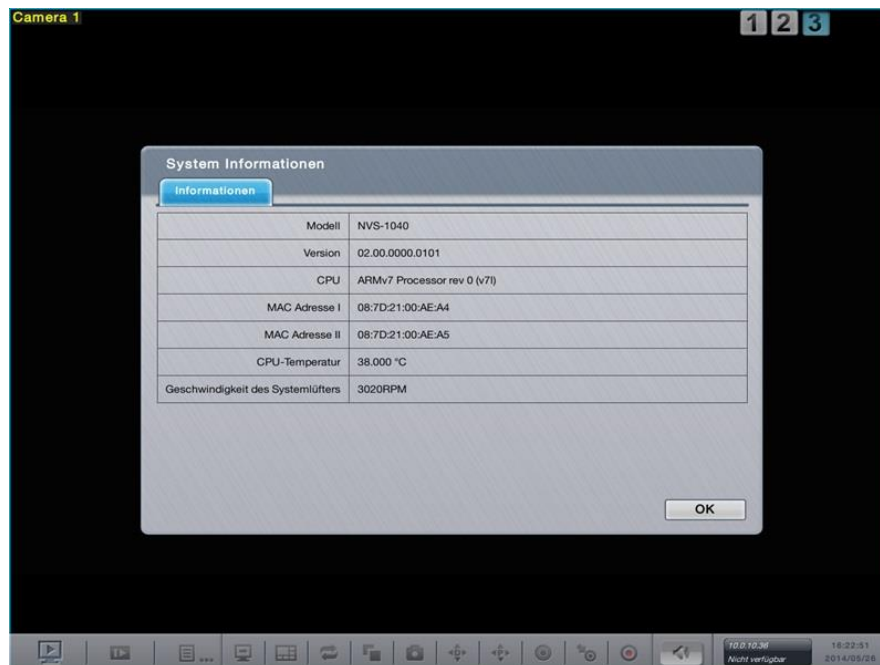 Camera 1
1 2 3
System Informationen
Informationen
Modell NVS-1040
Version 02.00.0000.0101
CPU ARMv7 Processor rev 0 (v7l)
MAC Adresse I 08:7D:21:00:AE:A4
MAC Adresse II 08:7D:21:00:AE:A5
CPU-Temperatur 38.000 °C
Geschwindigkeit des Systemlüfters 3020RPM
OK
10.0.10.36 16:22:51
Nicht verfügbar 2014/05/26